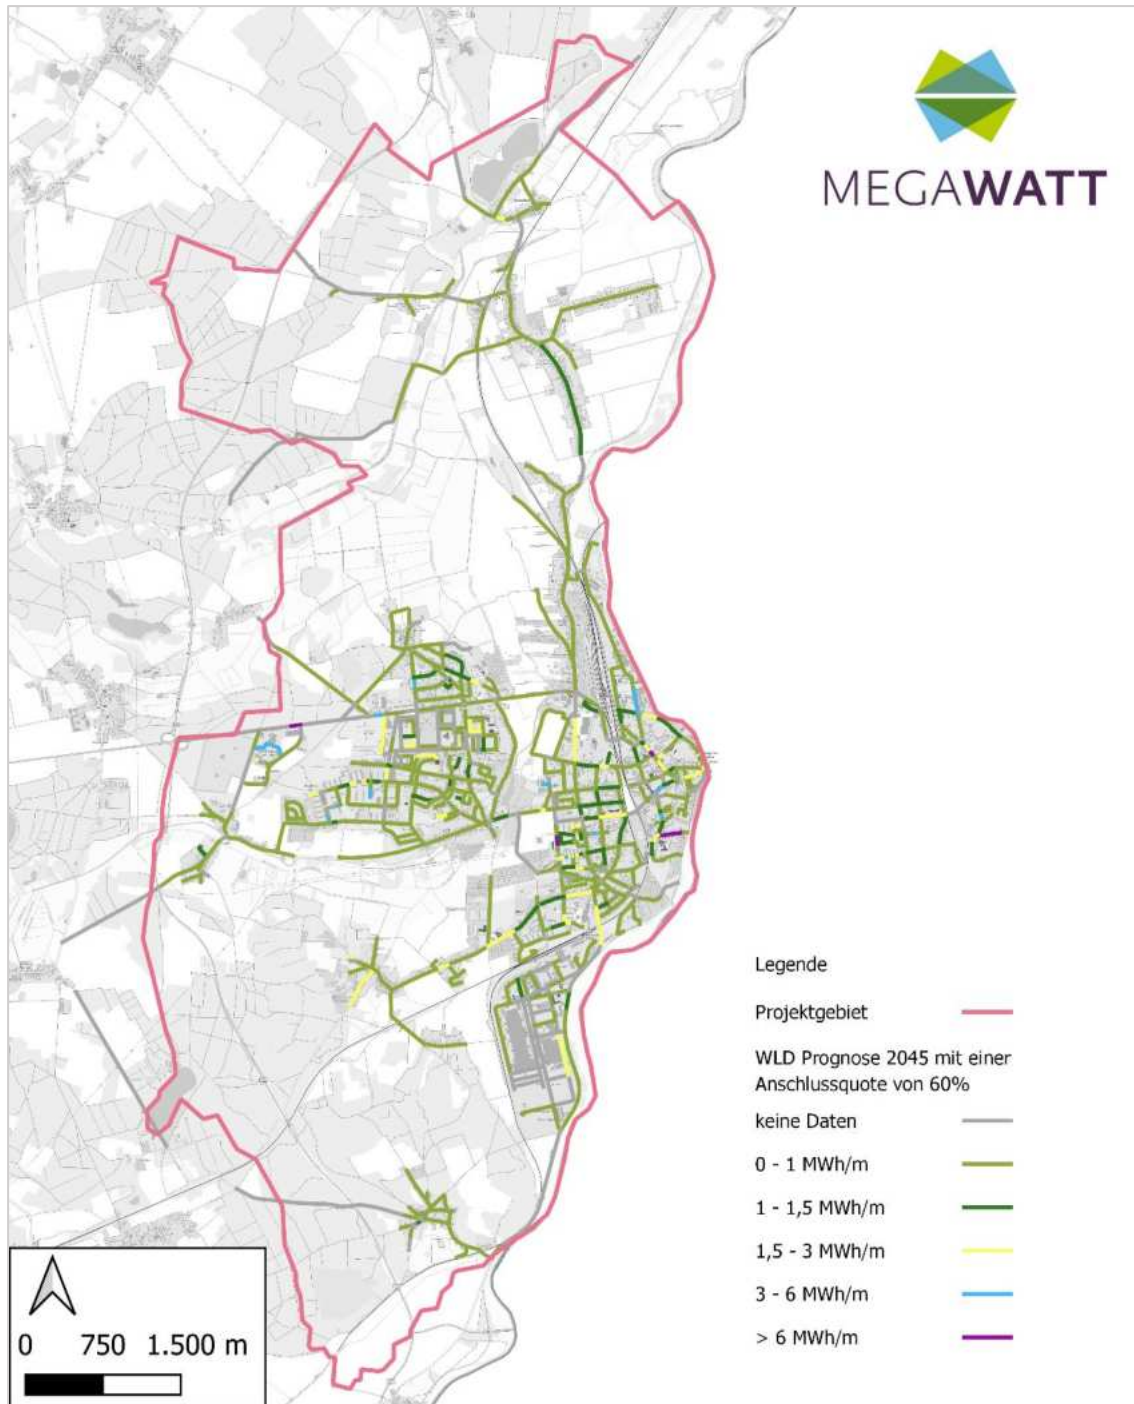 MEGAWATT
Legende
Projektgebiet
WLD Prognose 2045 mit einer
Anschlussquote von 60%
keine Daten
0 - 1 MWh/m
1 - 1,5 MWh/m
1,5 - 3 MWh/m
3 - 6 MWh/m
> 6 MWh/m
0 750 1.500 m